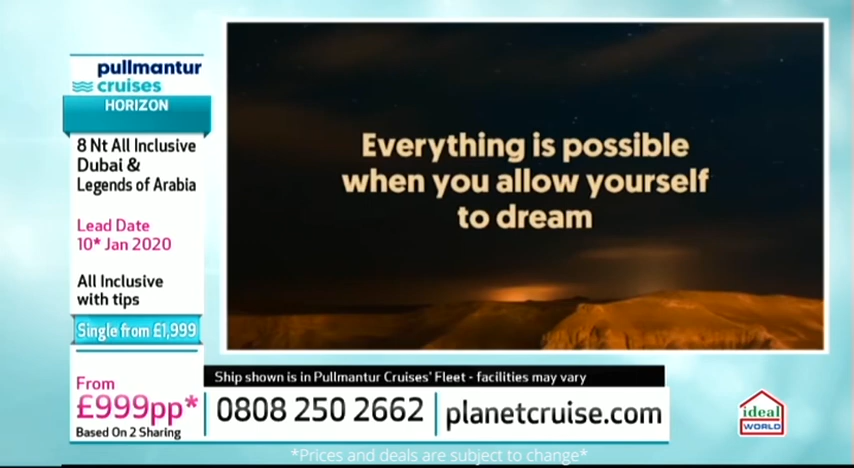 pullmantur
cruises
HORIZON
8 Nt All Inclusive
Dubai &
Legends of Arabia
Lead Date
10* Jan 2020
All Inclusive
with tips
Single from £1,999
From
£999pp*
Based On 2 Sharing
Everything is possible
when you allow yourself
to dream
Ship shown is in Pullmantur Cruises' Fleet - facilities may vary
0808 250 2662
planetcruise.com
ideal
WORLD
*Prices and deals are subject to change*